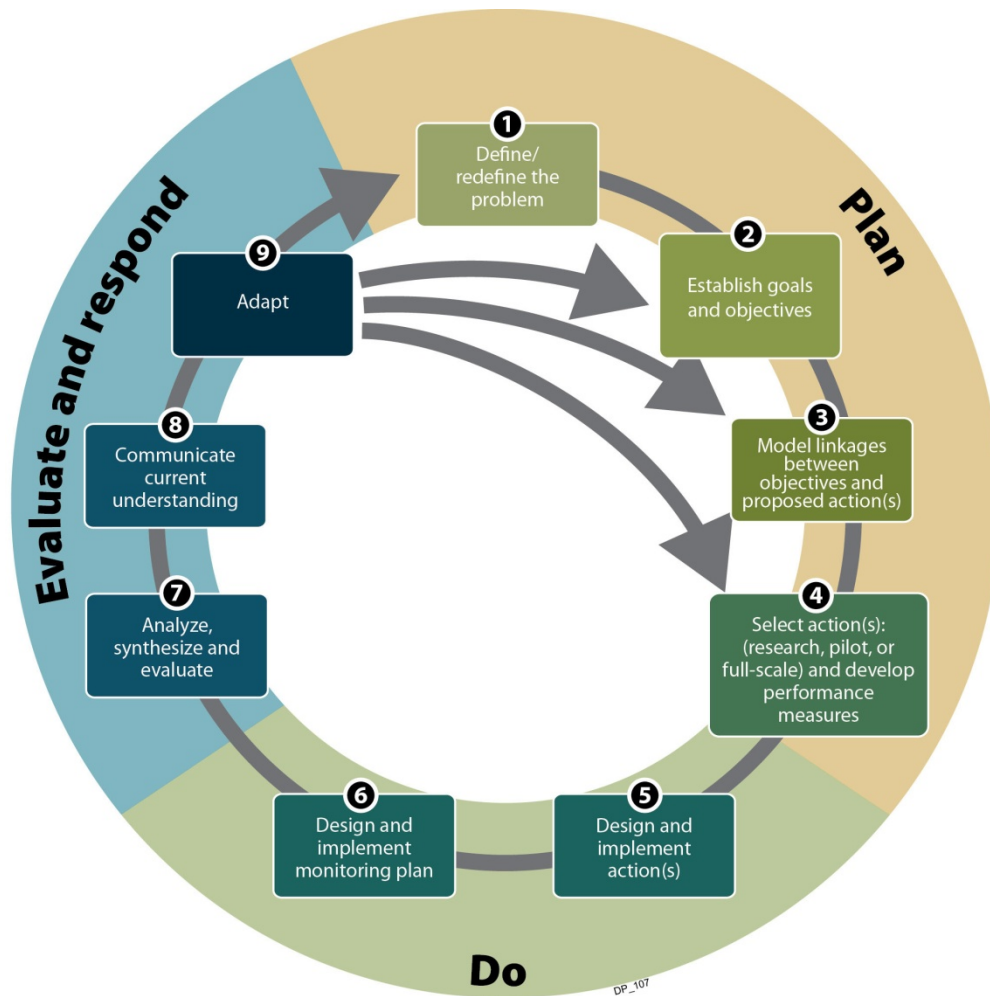 Plan
1
Define/
redefine the
problem
2
Establish goals
and objectives
3
Model linkages
between
objectives and
proposed action(s)
4
Select action(s):
(research, pilot, or
full-scale) and develop
performance
measures
Do
5
Design and
implement
action(s)
6
Design and
implement
monitoring plan
Evaluate and respond
7
Analyze,
synthesize and
evaluate
8
Communicate
current
understanding
9
Adapt
DP_107